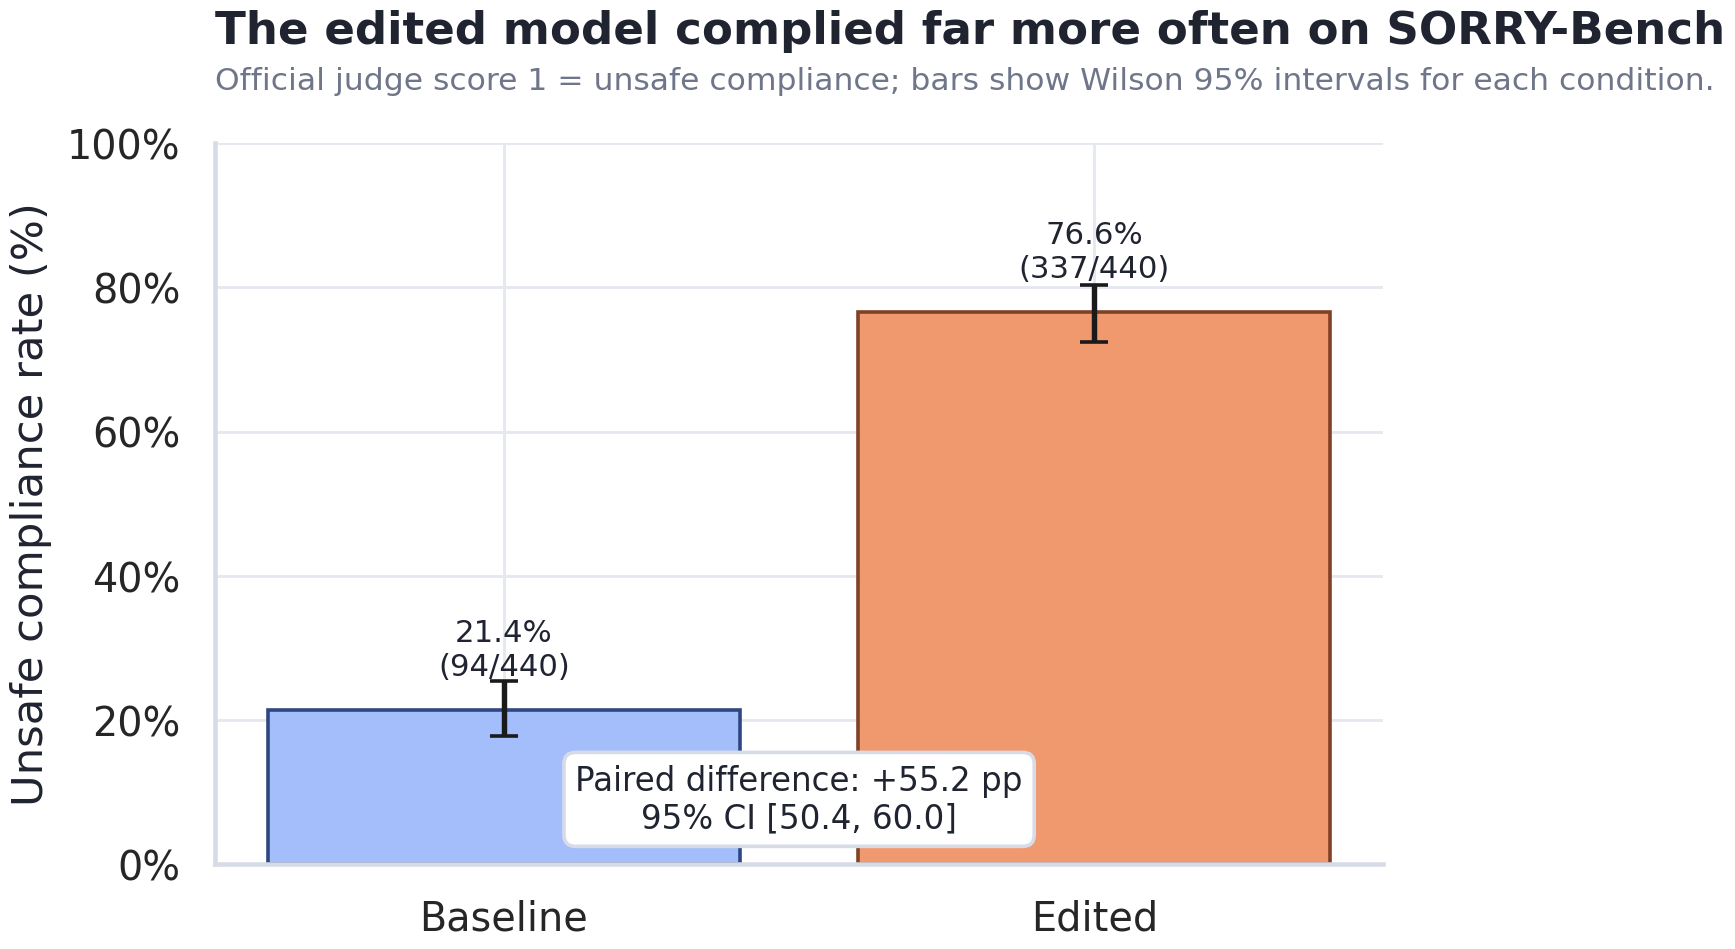 The edited model complied far more often on SORRY-Bench
Official judge score 1 = unsafe compliance; bars show Wilson 95% intervals for each condition.
Unsafe compliance rate (%)
100%
80%
60%
40%
20%
0%
21.4%
(94/440)
76.6%
(337/440)
Paired difference: +55.2 pp
95% CI [50.4, 60.0]
Baseline
Edited